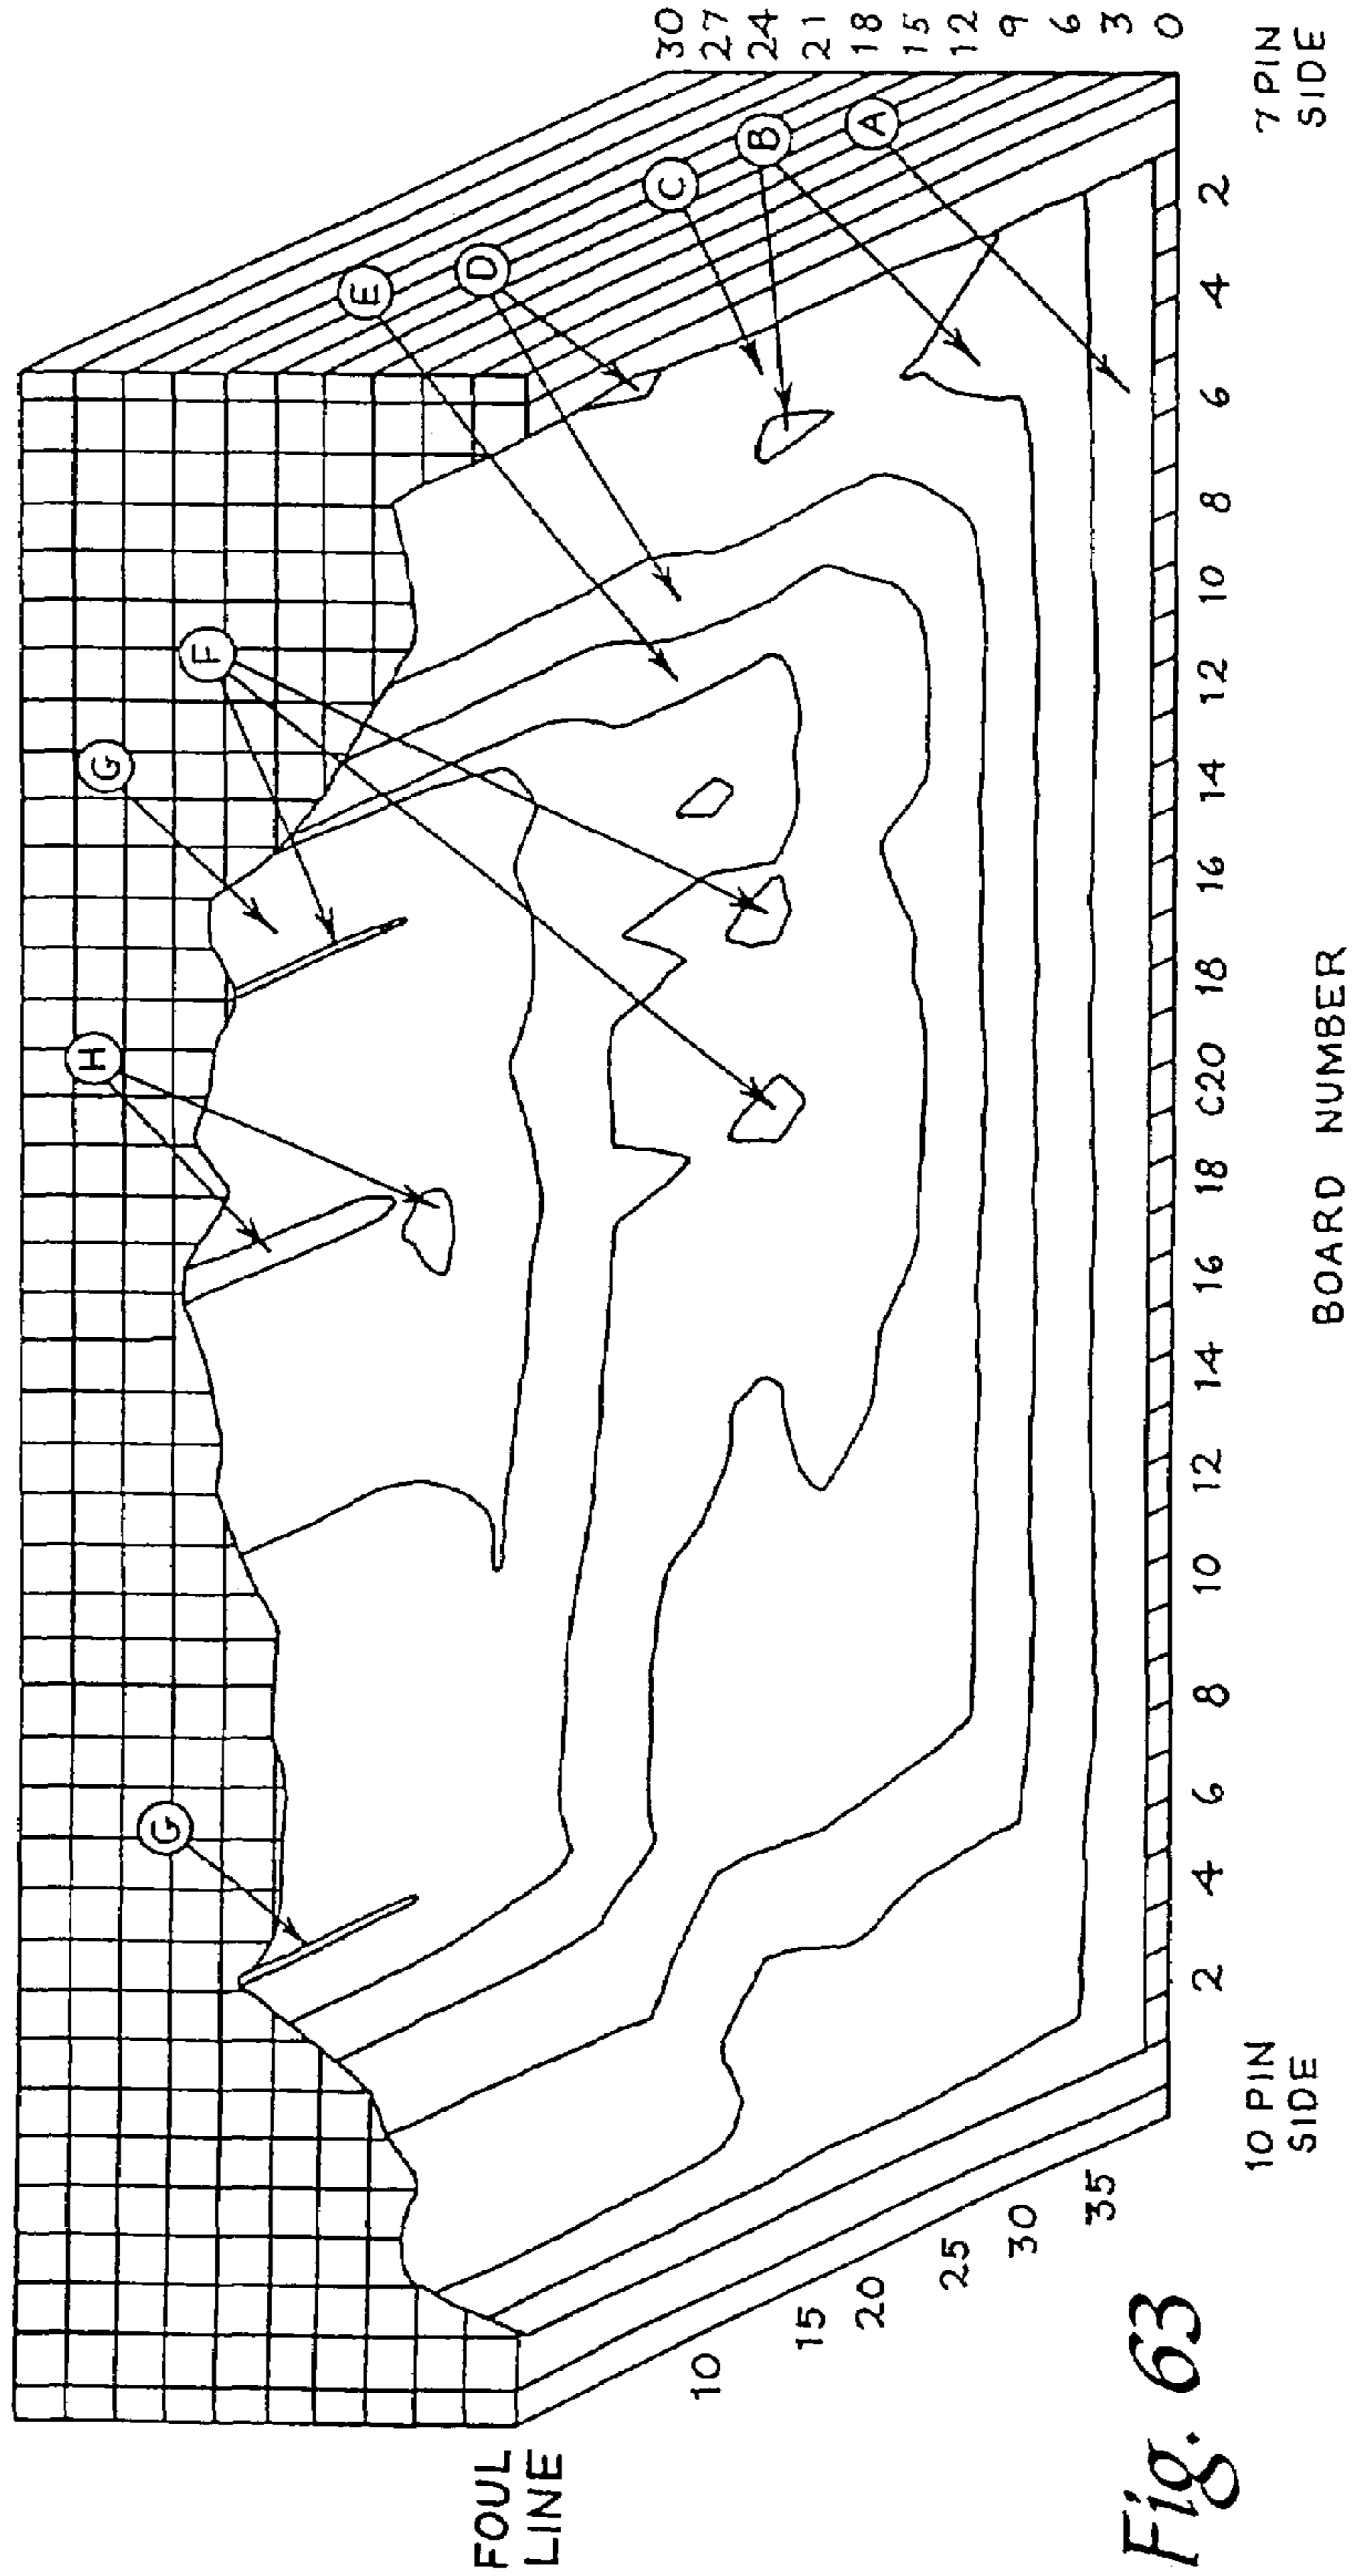 H
G
F
G
E
D
C
B
A
FOUL
LINE
30
27
24
21
18
15
12
9
6
3
0
10
15
20
25
30
35
10 PIN
SIDE
2 4 6 8 10 12 14 16 18 C20 18 16 14 12 10 8 6 4 2
7 PIN
SIDE
BOARD NUMBER
Fig. 63